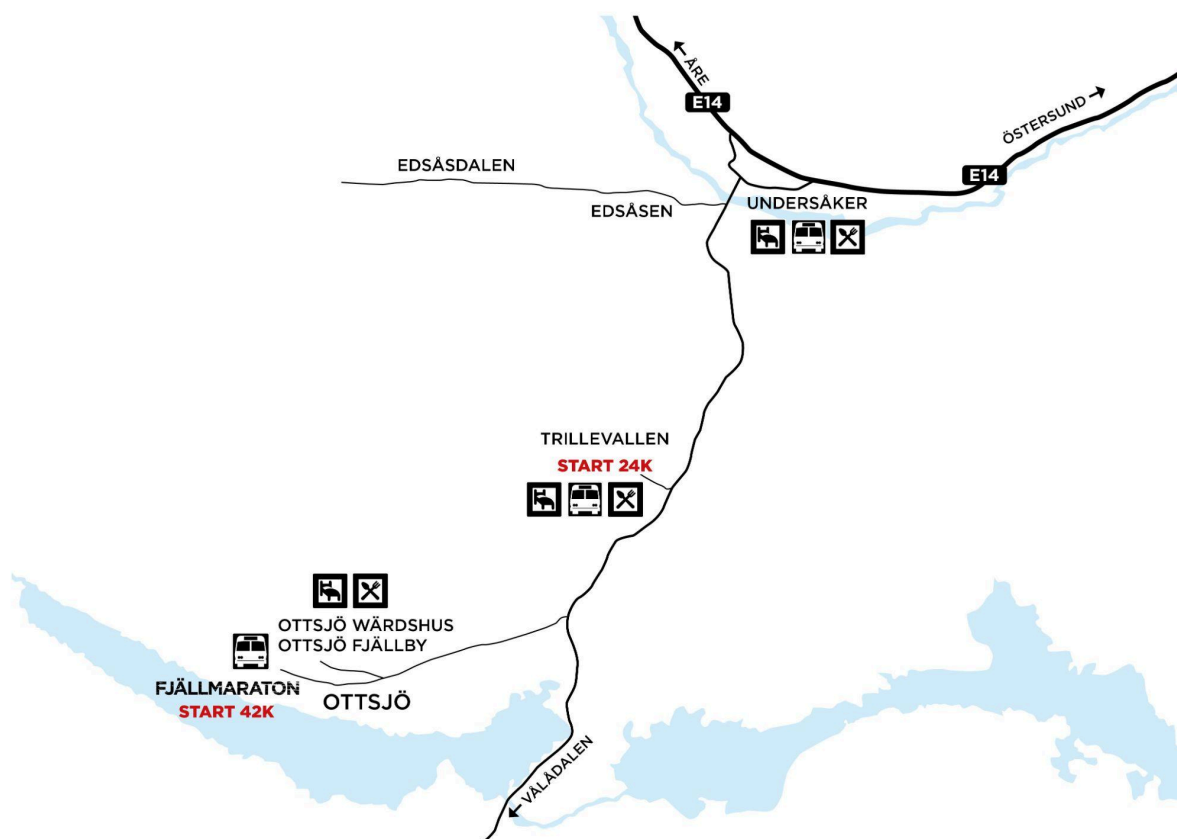 ÅRE
E14
ÖSTERSUND
E14
EDSÅSDALEN
EDSÅSEN
UNDERSÅKER
TRILLEVALLEN
START 24K
OTTSJÖ WÄRDSHUS
OTTSJÖ FJÄLLBY
FJÄLLMARATON
START 42K
OTTSJÖ
VÅLÅDALEN